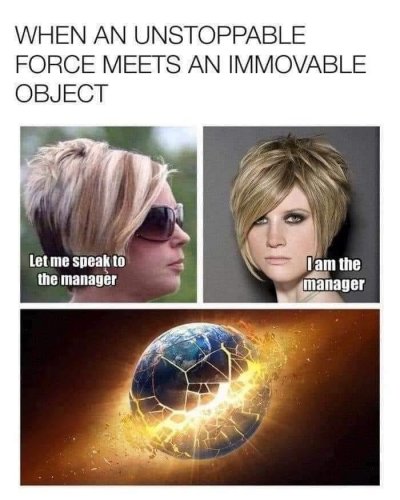 WHEN AN UNSTOPPABLE
FORCE MEETS AN IMMOVABLE
OBJECT
Let me speak to
the manager
I am the
manager